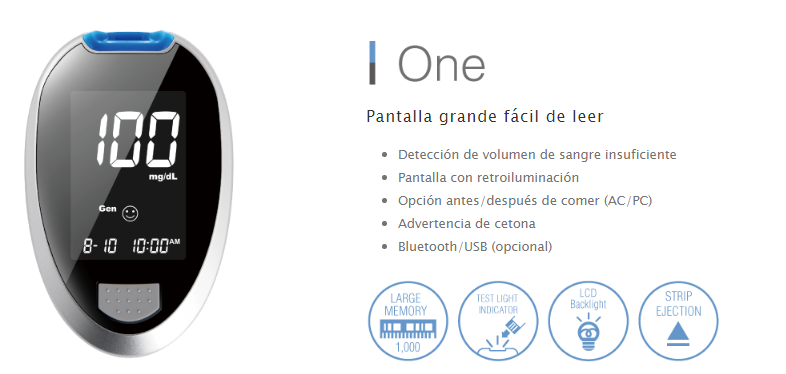 100
mg/dL
Gen
8-10 10:00AM
One
Pantalla grande fácil de leer
Detección de volumen de sangre insuficiente
Pantalla con retroiluminación
Opción antes/después de comer (AC/PC)
Advertencia de cetona
Bluetooth/USB (opcional)
LARGE
MEMORY
1,000
TEST LIGHT
INDICATOR
LCD
Backlight
STRIP
EJECTION